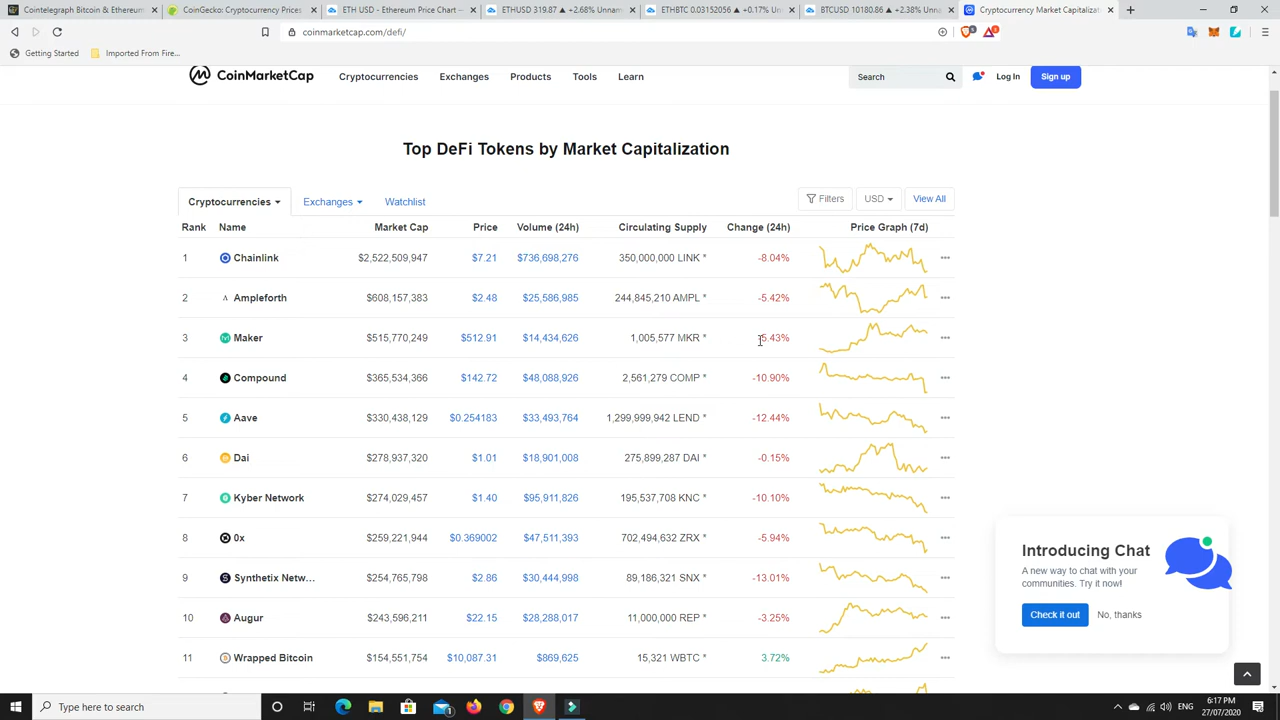 Cointelegraph Bitcoin & Ethereum
CoinGecko: Cryptocurrency Prices
ETH USD - Ethereum Price Chart —
ETHUSD 319.87 ▲ +2.68% Unnam
ETHBTC 0.03152056 ▲ +0.17% Unn
BTCUSD 10180.86 ▲ +2.38% Unna
Cryptocurrency Market Capitalizati
coinmarketcap.com/defi/
Getting Started
Imported From Fire...
CoinMarketCap
Cryptocurrencies Exchanges Products Tools Learn
Search
Log In
Sign up
Top DeFi Tokens by Market Capitalization
Cryptocurrencies Exchanges Watchlist
Filters USD View All
Rank Name Market Cap Price Volume (24h) Circulating Supply Change (24h) Price Graph (7d)
1 Chainlink $2,522,509,947 $7.21 $736,698,276 350,000,000 LINK * -8.04%
2 Ampleforth $608,157,383 $2.48 $25,586,985 244,845,210 AMPL * -5.42%
3 Maker $515,770,249 $512.91 $14,434,626 1,005,577 MKR * 5.43%
4 Compound $365,534,366 $142.72 $48,088,926 2,561,279 COMP * -10.90%
5 Aave $330,438,129 $0.254183 $33,493,764 1,299,999,942 LEND * -12.44%
6 Dai $278,937,320 $1.01 $18,901,008 275,899,287 DAI * -0.15%
7 Kyber Network $274,029,457 $1.40 $95,911,826 195,537,708 KNC * -10.10%
8 0x $259,221,944 $0.369002 $47,511,393 702,494,632 ZRX * -5.94%
9 Synthetix Netw... $254,765,798 $2.86 $30,444,998 89,186,321 SNX * -13.01%
10 Augur $243,596,211 $22.15 $28,288,017 11,000,000 REP * -3.25%
11 Wrapped Bitcoin $154,551,754 $10,087.31 $869,625 15,321 WBTC * 3.72%
Introducing Chat
A new way to chat with your
communities. Try it now!
Check it out No, thanks
Type here to search
ENG
6:17 PM
27/07/2020